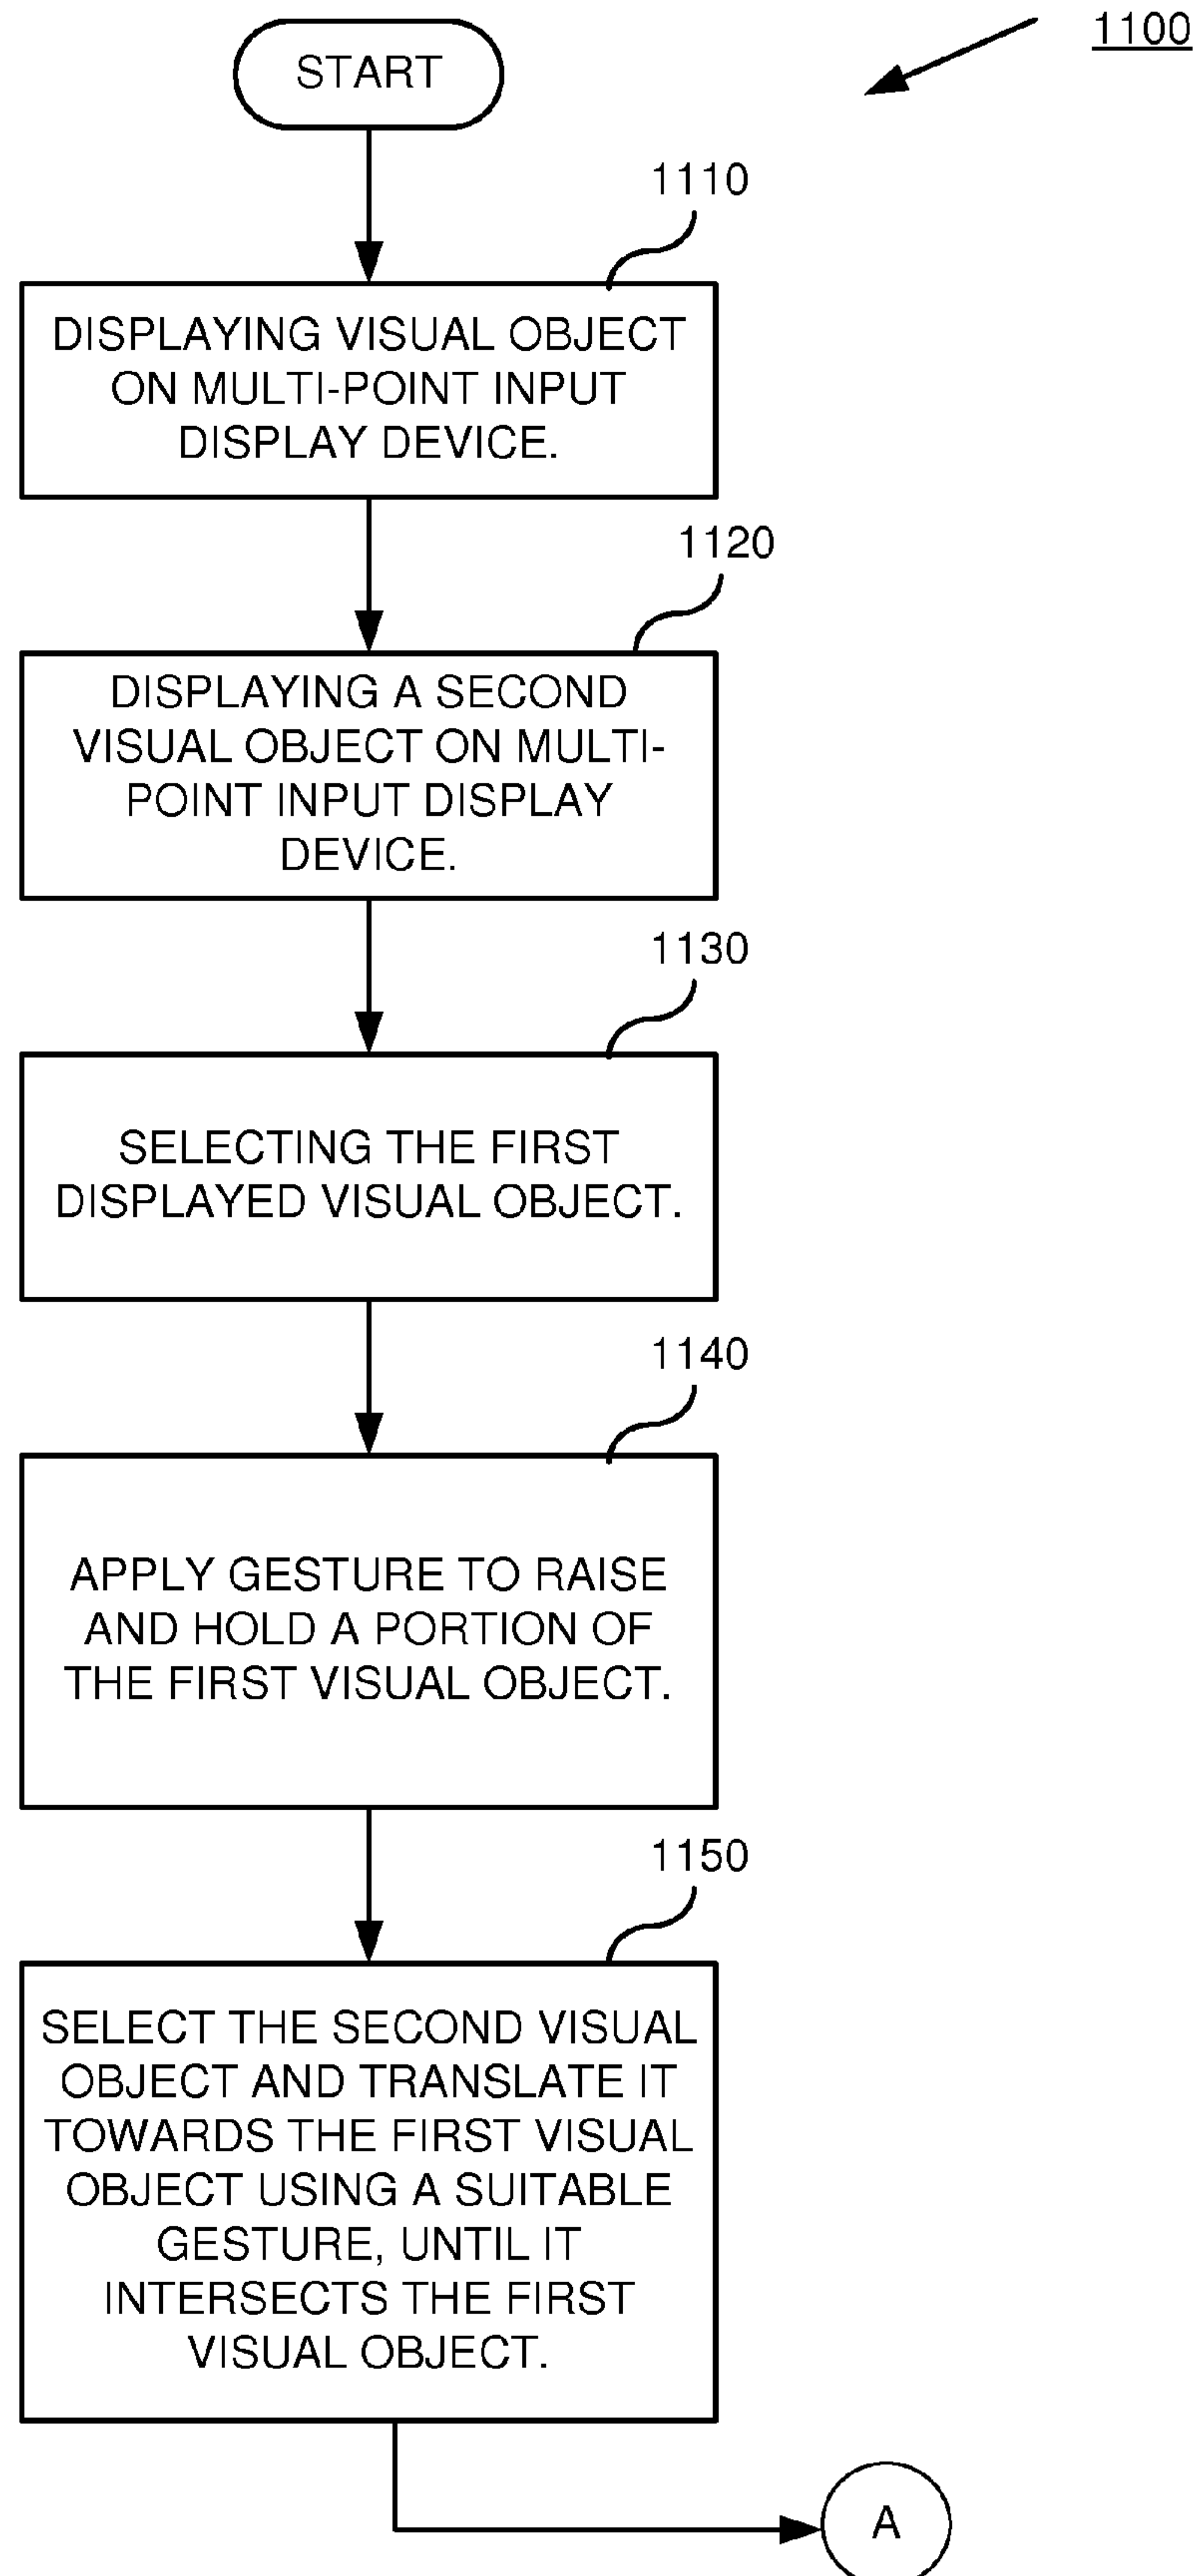 1100
START
1110
DISPLAYING VISUAL OBJECT
ON MULTI-POINT INPUT
DISPLAY DEVICE.
1120
DISPLAYING A SECOND
VISUAL OBJECT ON MULTI-
POINT INPUT DISPLAY
DEVICE.
1130
SELECTING THE FIRST
DISPLAYED VISUAL OBJECT.
1140
APPLY GESTURE TO RAISE
AND HOLD A PORTION OF
THE FIRST VISUAL OBJECT.
1150
SELECT THE SECOND VISUAL
OBJECT AND TRANSLATE IT
TOWARDS THE FIRST VISUAL
OBJECT USING A SUITABLE
GESTURE, UNTIL IT
INTERSECTS THE FIRST
VISUAL OBJECT.
A